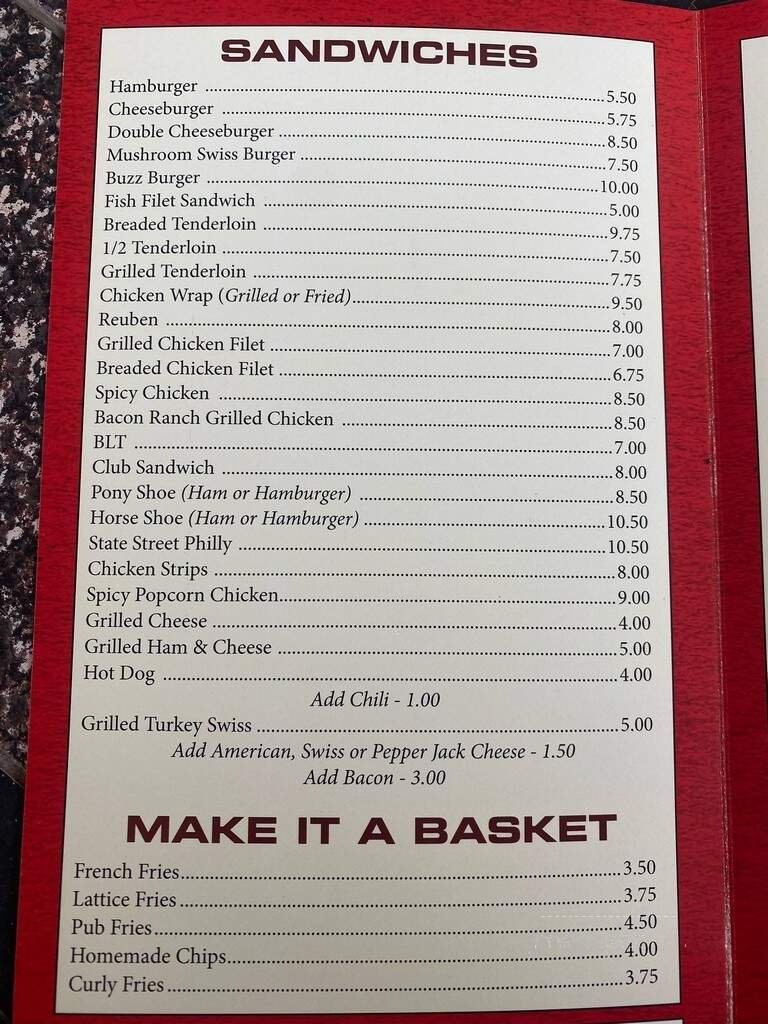 SANDWICHES
Hamburger ........ 5.50
Cheeseburger ........ 5.75
Double Cheeseburger ........ 8.50
Mushroom Swiss Burger ........ 7.50
Buzz Burger ........ 10.00
Fish Filet Sandwich ........ 5.00
Breaded Tenderloin ........ 9.75
1/2 Tenderloin ........ 7.50
Grilled Tenderloin ........ 7.75
Chicken Wrap (Grilled or Fried) ........ 9.50
Reuben ........ 8.00
Grilled Chicken Filet ........ 7.00
Breaded Chicken Filet ........ 6.75
Spicy Chicken ........ 8.50
Bacon Ranch Grilled Chicken ........ 8.50
BLT ........ 7.00
Club Sandwich ........ 8.00
Pony Shoe (Ham or Hamburger) ........ 8.50
Horse Shoe (Ham or Hamburger) ........ 10.50
State Street Philly ........ 10.50
Chicken Strips ........ 8.00
Spicy Popcorn Chicken ........ 9.00
Grilled Cheese ........ 4.00
Grilled Ham & Cheese ........ 5.00
Hot Dog ........ 4.00
Add Chili - 1.00
Grilled Turkey Swiss ........ 5.00
Add American, Swiss or Pepper Jack Cheese - 1.50
Add Bacon - 3.00
MAKE IT A BASKET
French Fries ........ 3.50
Lattice Fries ........ 3.75
Pub Fries ........ 4.50
Homemade Chips ........ 4.00
Curly Fries ........ 3.75